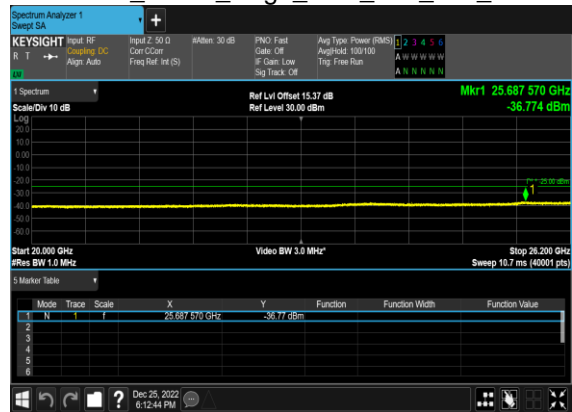 Spectrum Analyzer 1
Swept SA
+
KEYSIGHT Input: RF Input Z: 50 Ω #Atten: 30 dB PNO: Fast Avg Type: Power (RMS) 1 2 3 4 5 6
R T Coupling: DC Corr CCorr Gate: Off Avg|Hold: 100/100 A W W W W W
Align: Auto Freq Ref: Int (S) IF Gain: Low Trig: Free Run
Sig Track: Off A N N N N N
1 Spectrum Ref Lvl Offset 15.37 dB Mkr1 25.687 570 GHz
Scale/Div 10 dB Ref Level 30.00 dBm -36.774 dBm
Log
20.0
10.0
0.00
-10.0
-20.0
-25.00 dBm
-30.0
1
-40.0
-50.0
-60.0
Start 20.000 GHz Video BW 3.0 MHz* Stop 26.200 GHz
#Res BW 1.0 MHz Sweep 10.7 ms (40001 pts)
5 Marker Table
Mode Trace Scale X Y Function Function Width Function Value
1 N 1 f 25.687 570 GHz -36.77 dBm
2
3
4
5
6
? Dec 25, 2022
6:12:44 PM